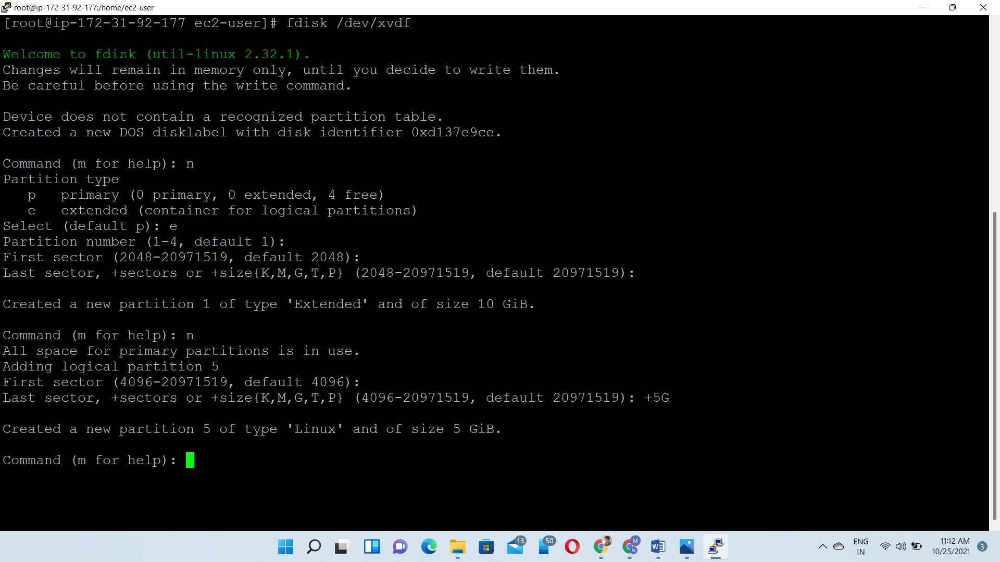 root@ip-172-31-92-177:/home/ec2-user
[root@ip-172-31-92-177 ec2-user]# fdisk /dev/xvdf
Welcome to fdisk (util-linux 2.32.1).
Changes will remain in memory only, until you decide to write them.
Be careful before using the write command.
Device does not contain a recognized partition table.
Created a new DOS disklabel with disk identifier 0xd137e9ce.
Command (m for help): n
Partition type
   p   primary (0 primary, 0 extended, 4 free)
   e   extended (container for logical partitions)
Select (default p): e
Partition number (1-4, default 1):
First sector (2048-20971519, default 2048):
Last sector, +sectors or +size{K,M,G,T,P} (2048-20971519, default 20971519):
Created a new partition 1 of type 'Extended' and of size 10 GiB.
Command (m for help): n
All space for primary partitions is in use.
Adding logical partition 5
First sector (4096-20971519, default 4096):
Last sector, +sectors or +size{K,M,G,T,P} (4096-20971519, default 20971519): +5G
Created a new partition 5 of type 'Linux' and of size 5 GiB.
Command (m for help):
13
50
M
M
W
ENG
IN
11:12 AM
10/25/2021
3